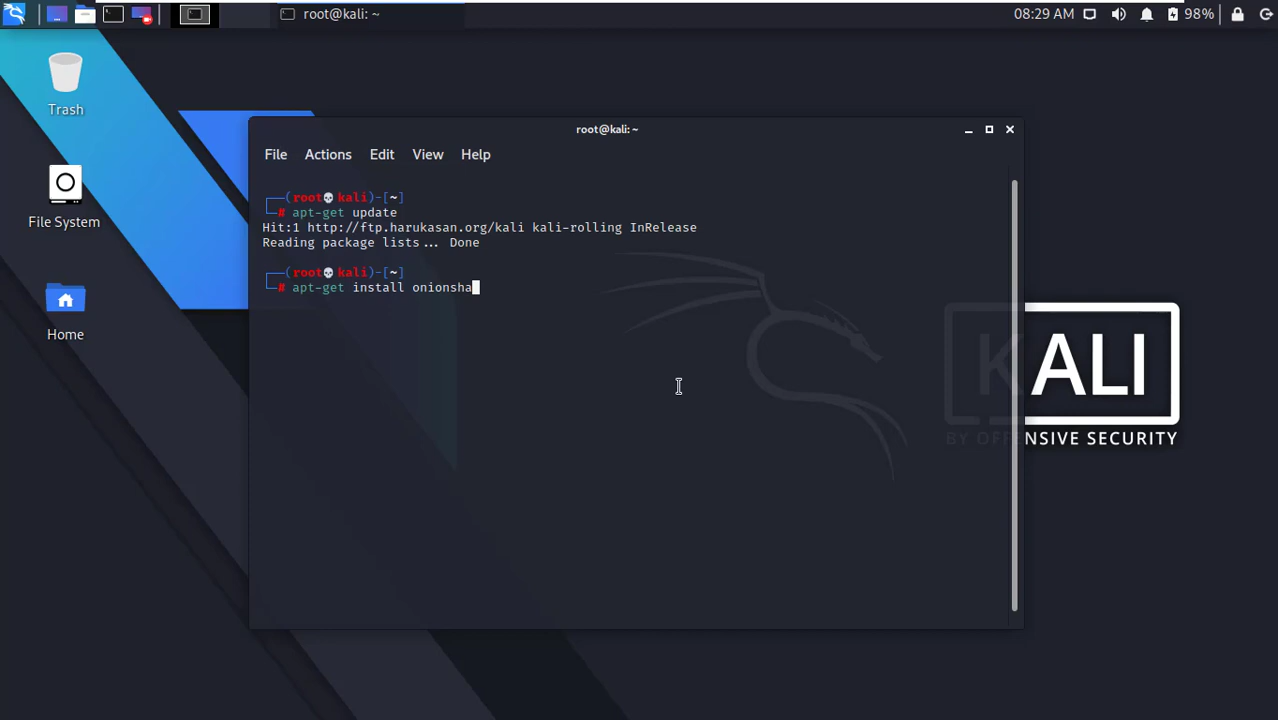 root@kali: ~
08:29 AM
98%
Trash
File System
Home
root@kali: ~
File Actions Edit View Help
┌──(root💀kali)-[~]
└─# apt-get update
Hit:1 http://ftp.harukasan.org/kali kali-rolling InRelease
Reading package lists... Done
┌──(root💀kali)-[~]
└─# apt-get install onionsha
KALI
BY OFFENSIVE SECURITY